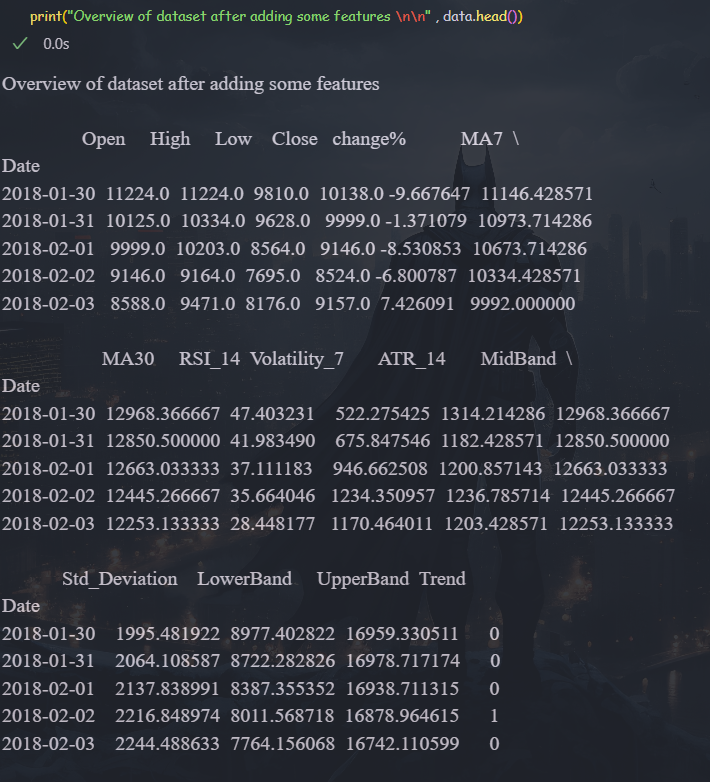 print("Overview of dataset after adding some features \n\n" , data.head())
✓ 0.0s
Overview of dataset after adding some features
Open High Low Close change% MA7 \
Date
2018-01-30 11224.0 11224.0 9810.0 10138.0 -9.667647 11146.428571
2018-01-31 10125.0 10334.0 9628.0 9999.0 -1.371079 10973.714286
2018-02-01 9999.0 10203.0 8564.0 9146.0 -8.530853 10673.714286
2018-02-02 9146.0 9164.0 7695.0 8524.0 -6.800787 10334.428571
2018-02-03 8588.0 9471.0 8176.0 9157.0 7.426091 9992.000000
MA30 RSI_14 Volatility_7 ATR_14 MidBand \
Date
2018-01-30 12968.366667 47.403231 522.275425 1314.214286 12968.366667
2018-01-31 12850.500000 41.983490 675.847546 1182.428571 12850.500000
2018-02-01 12663.033333 37.111183 946.662508 1200.857143 12663.033333
2018-02-02 12445.266667 35.664046 1234.350957 1236.785714 12445.266667
2018-02-03 12253.133333 28.448177 1170.464011 1203.428571 12253.133333
Std_Deviation LowerBand UpperBand Trend
Date
2018-01-30 1995.481922 8977.402822 16959.330511 0
2018-01-31 2064.108587 8722.282826 16978.717174 0
2018-02-01 2137.838991 8387.355352 16938.711315 0
2018-02-02 2216.848974 8011.568718 16878.964615 1
2018-02-03 2244.488633 7764.156068 16742.110599 0